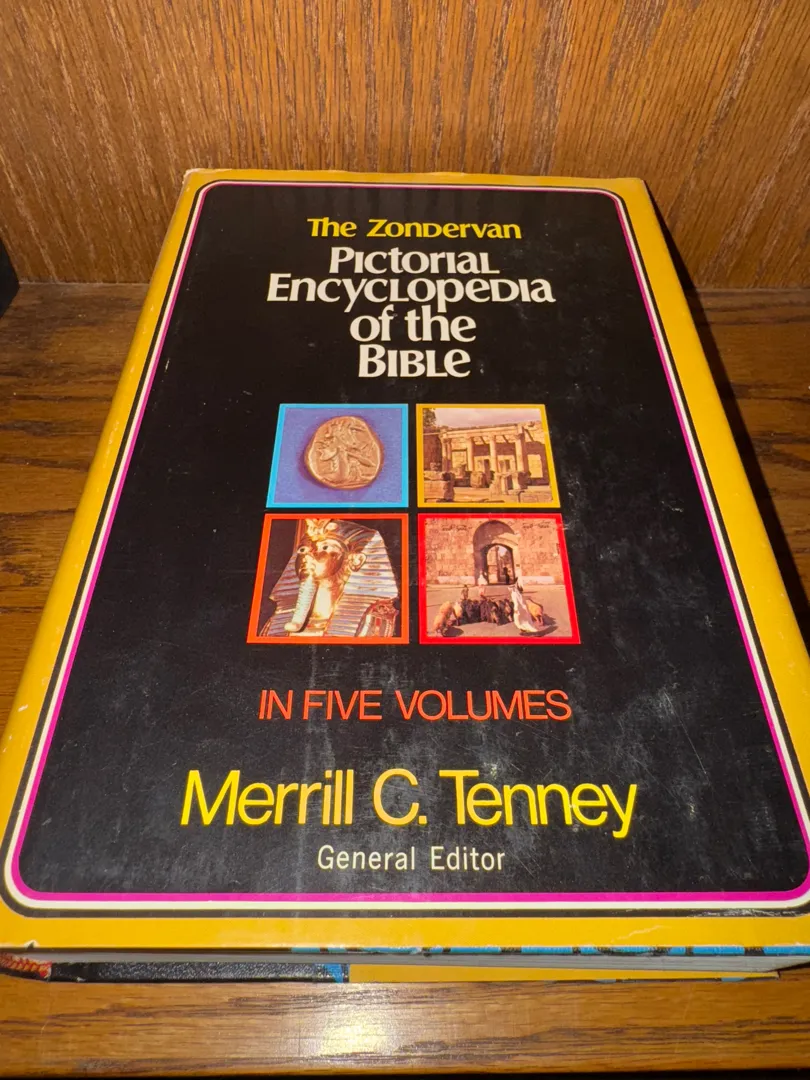 The Zondervan
Pictorial
Encyclopedia
of the
Bible
IN FIVE VOLUMES
Merrill C. Tenney
General Editor